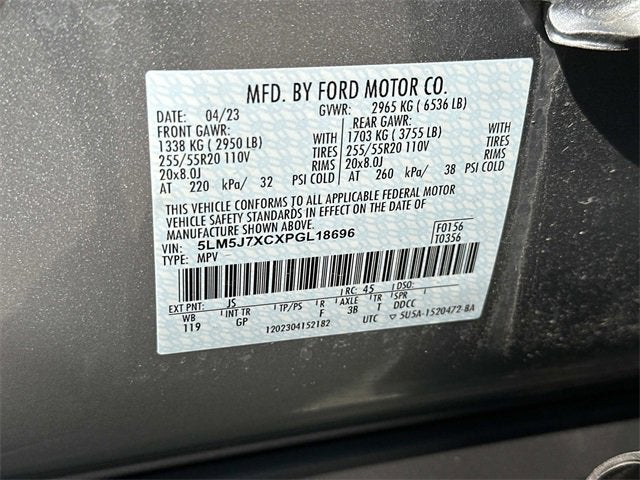 MFD. BY FORD MOTOR CO.
DATE: 04/23 GVWR: 2965 KG ( 6536 LB)
FRONT GAWR: REAR GAWR:
1338 KG ( 2950 LB) WITH 1703 KG ( 3755 LB) WITH
255/55R20 110V TIRES 255/55R20 110V TIRES
20x8.0J RIMS 20x8.0J RIMS
AT 220 kPa/ 32 PSI COLD AT 260 kPa/ 38 PSI COLD
THIS VEHICLE CONFORMS TO ALL APPLICABLE FEDERAL MOTOR
VEHICLE SAFETY STANDARDS IN EFFECT ON THE DATE OF
MANUFACTURE SHOWN ABOVE.
VIN: 5LM5J7XCXPGL18696 F0156
TYPE: MPV T0356
EXT PNT: JS RC: 45 DSO:
WB INT TR TP/PS R AXLE TR SPR
119 GP F 3B T DDCC
1202304152182 UTC ▽ 5U5A-1520472-BA